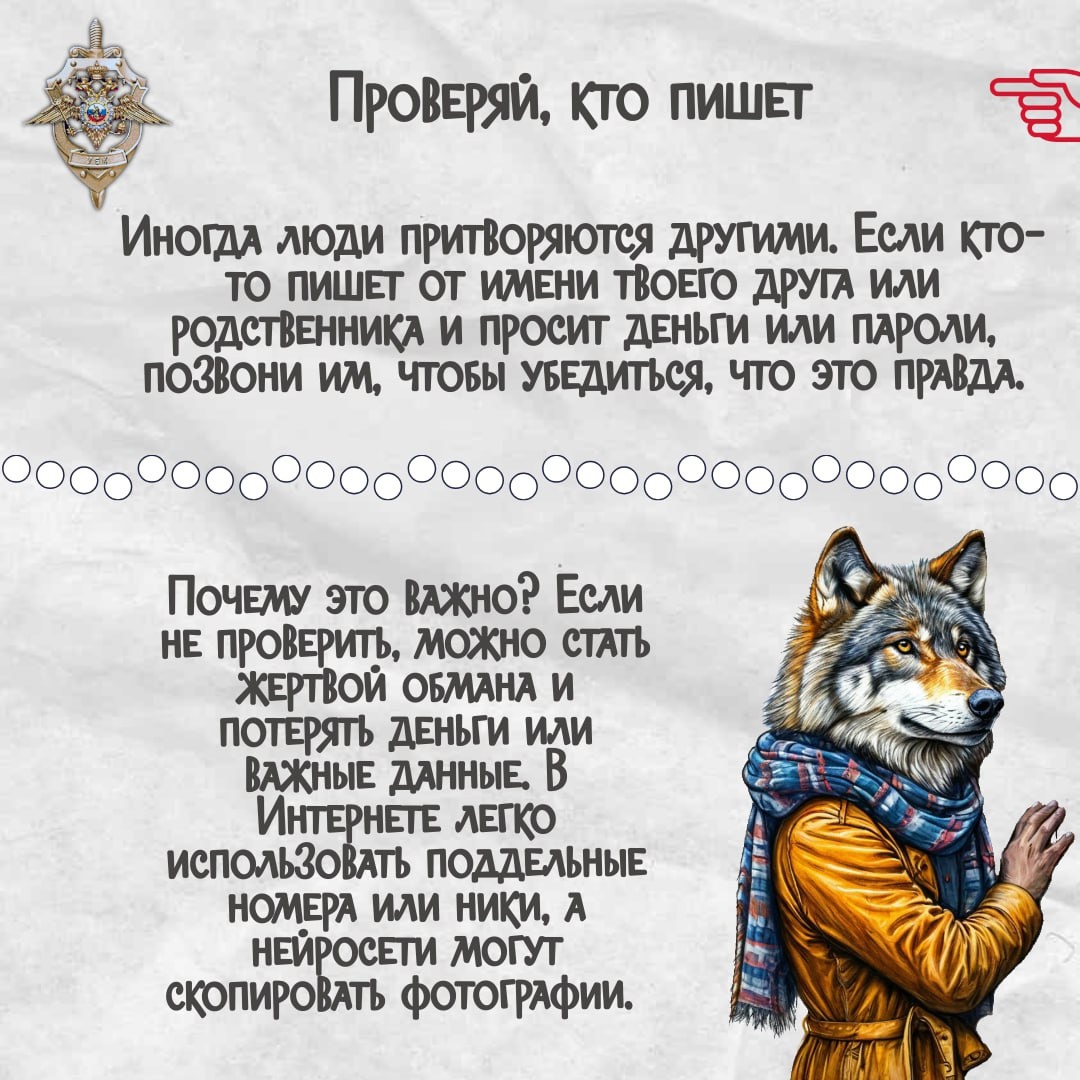 Проверяй, кто пишет
Иногда люди притворяются другими. Если кто-
то пишет от имени твоего друга или
родственника и просит деньги или пароли,
позвони им, чтобы убедиться, что это правда.
Почему это важно? Если
не проверить, можно стать
жертвой обмана и
потерять деньги или
важные данные. В
Интернете легко
использовать поддельные
номера или ники, а
нейросети могут
скопировать фотографии.